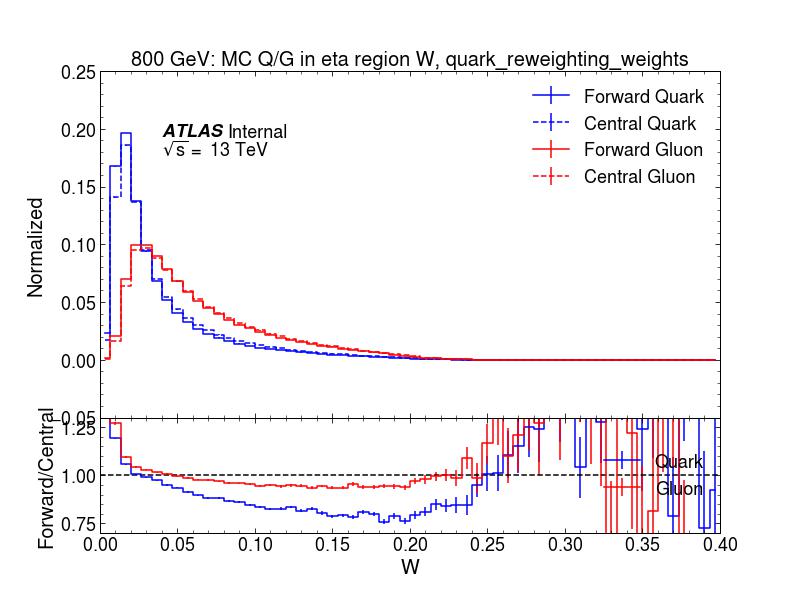 800 GeV: MC Q/G in eta region W, quark_reweighting_weights
0.25
0.20
0.15
0.10
0.05
0.00
0.05
Normalized
ATLAS Internal
√s = 13 TeV
Forward Quark
Central Quark
Forward Gluon
Central Gluon
1.25
1.00
0.75
Forward/Central
Quark
Gluon
0.00 0.05 0.10 0.15 0.20 0.25 0.30 0.35 0.40
W